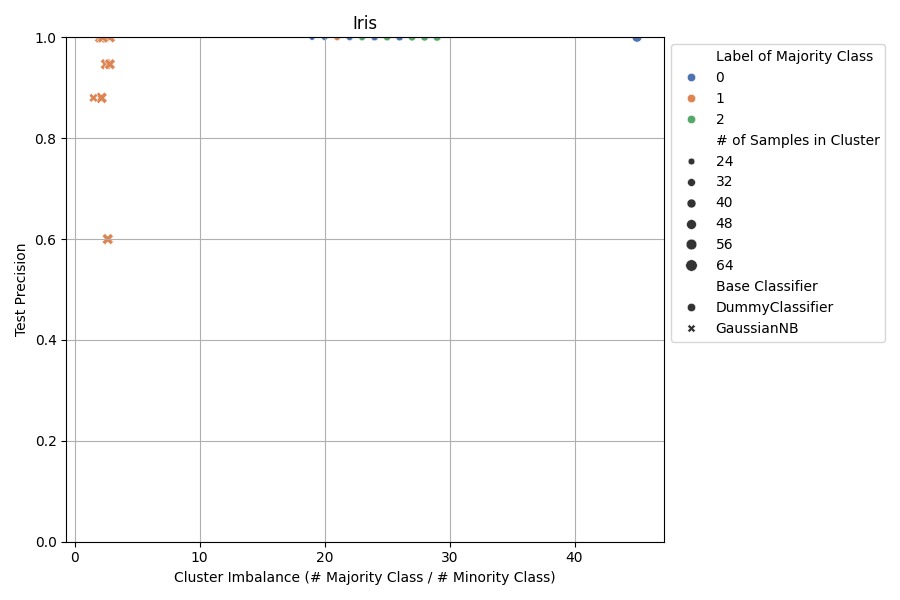 Iris
1.0
0.8
0.6
0.4
0.2
0.0
Test Precision
0
10
20
30
40
Cluster Imbalance (# Majority Class / # Minority Class)
Label of Majority Class
0
1
2
# of Samples in Cluster
24
32
40
48
56
64
Base Classifier
DummyClassifier
GaussianNB